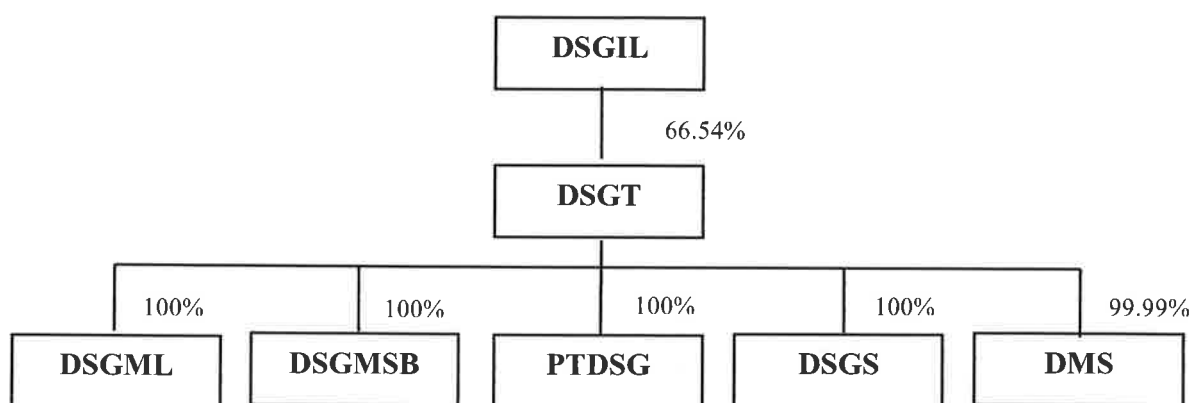 DSGIL
66.54%
DSGT
100% 100% 100% 100% 99.99%
DSGML DSGMSB PTDSG DSGS DMS